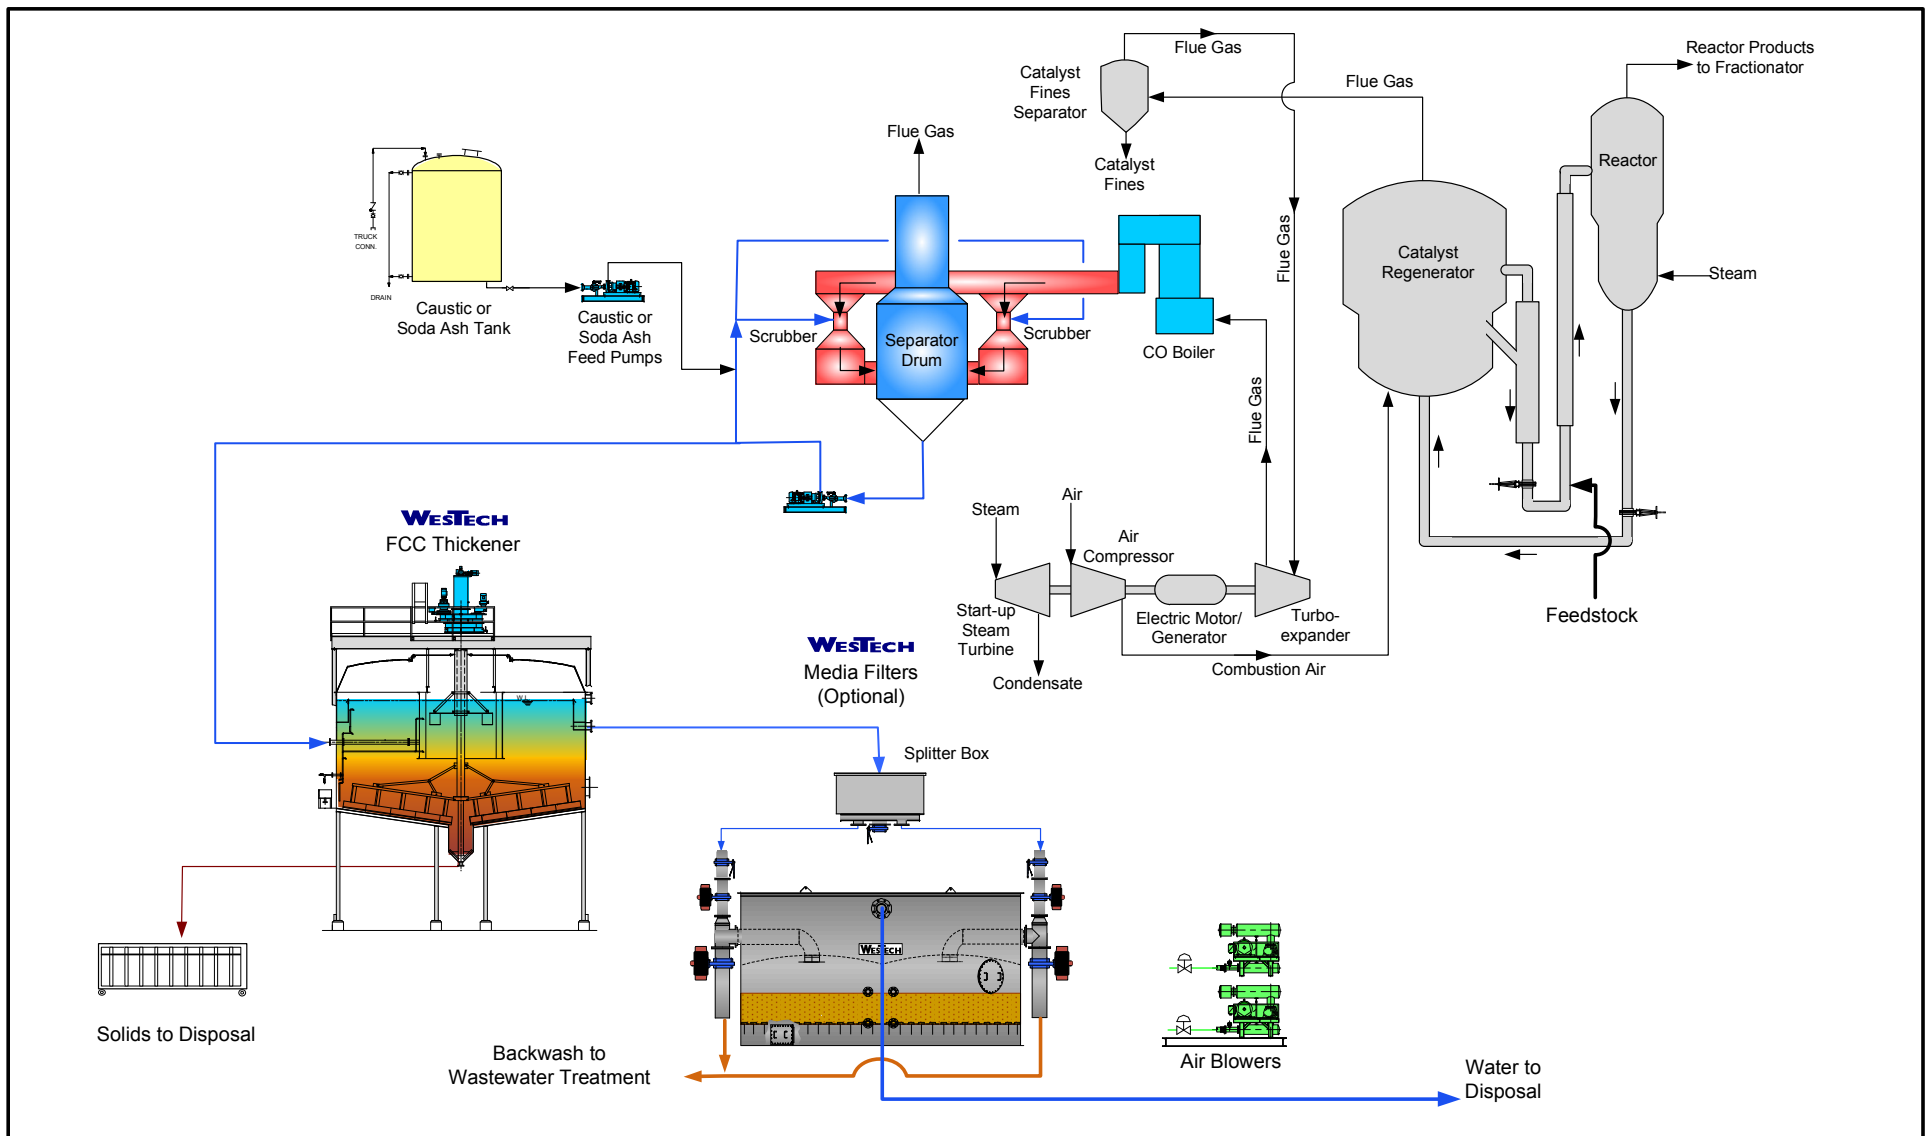 Flue Gas
Reactor Products
to Fractionator
Catalyst
Fines
Separator
Flue Gas
Flue Gas
Catalyst
Fines
Reactor
TRUCK
CONN.
DRAIN
Caustic or
Soda Ash Tank
Caustic or
Soda Ash
Feed Pumps
Scrubber
Separator
Drum
Scrubber
CO Boiler
Flue Gas
Flue Gas
Catalyst
Regenerator
Steam
WESTECH
FCC Thickener
W.L.
Steam
Air
Air
Compressor
Start-up
Steam
Turbine
Condensate
Electric Motor/
Generator
Turbo-
expander
Combustion Air
Feedstock
WESTECH
Media Filters
(Optional)
Splitter Box
WESTECH
Solids to Disposal
Backwash to
Wastewater Treatment
Air Blowers
Water to
Disposal